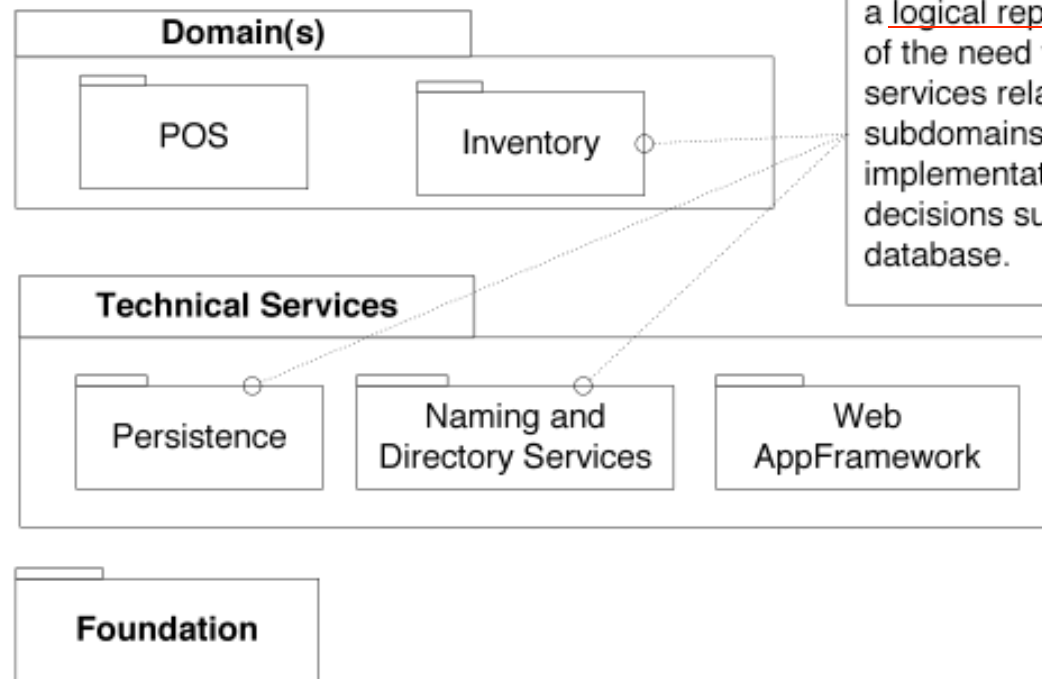 Domain(s)
POS
Inventory
a logical rep
of the need
services rela
subdomains
implementat
decisions su
database.
Technical Services
Persistence
Naming and
Directory Services
Web
AppFramework
Foundation